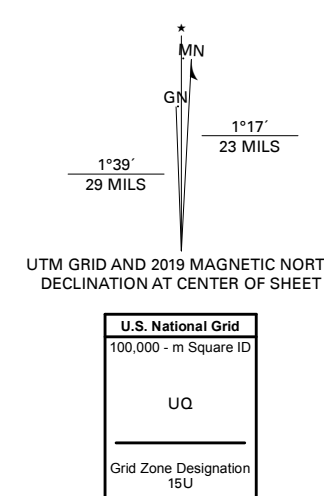 ★
MN
GN
1°17´
23 MILS
1°39´
29 MILS
UTM GRID AND 2019 MAGNETIC NORT
DECLINATION AT CENTER OF SHEET
U.S. National Grid
100,000 - m Square ID
UQ
Grid Zone Designation
15U